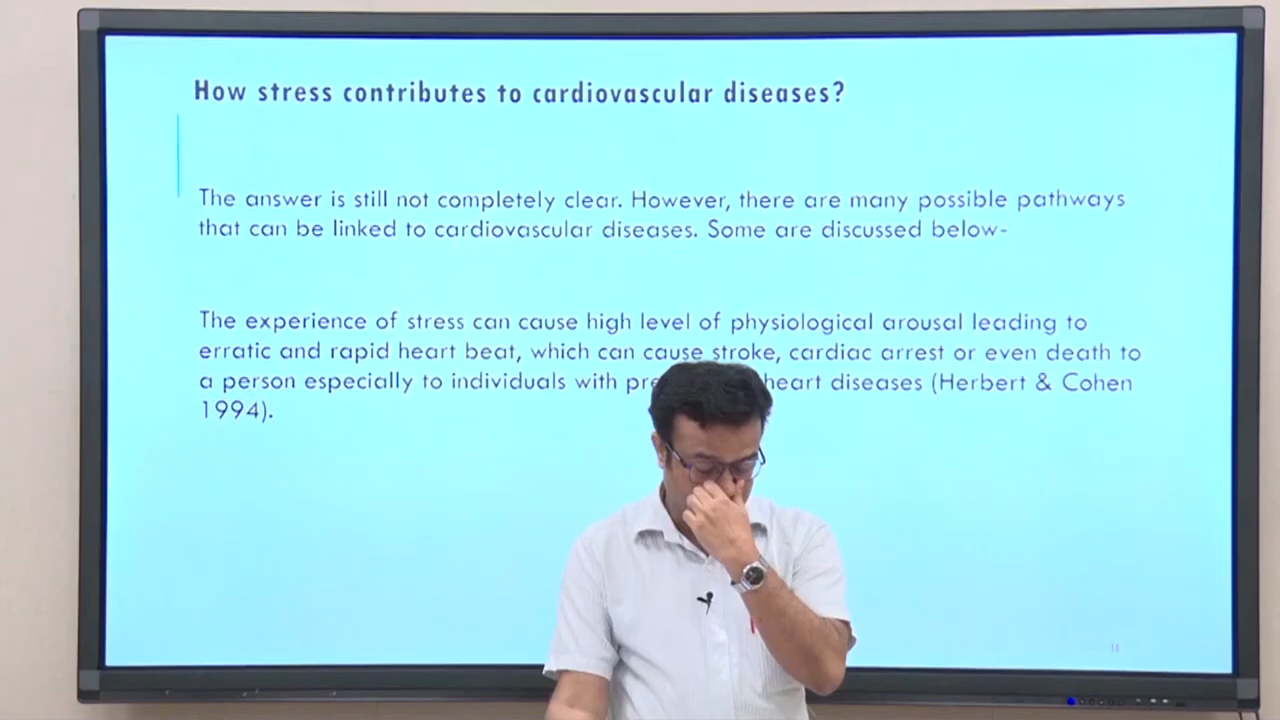 How stress contributes to cardiovascular diseases?
The answer is still not completely clear. However, there are many possible pathways
that can be linked to cardiovascular diseases. Some are discussed below-
The experience of stress can cause high level of physiological arousal leading to
erratic and rapid heart beat, which can cause stroke, cardiac arrest or even death to
a person especially to individuals with heart diseases (Herbert & Cohen
1994).